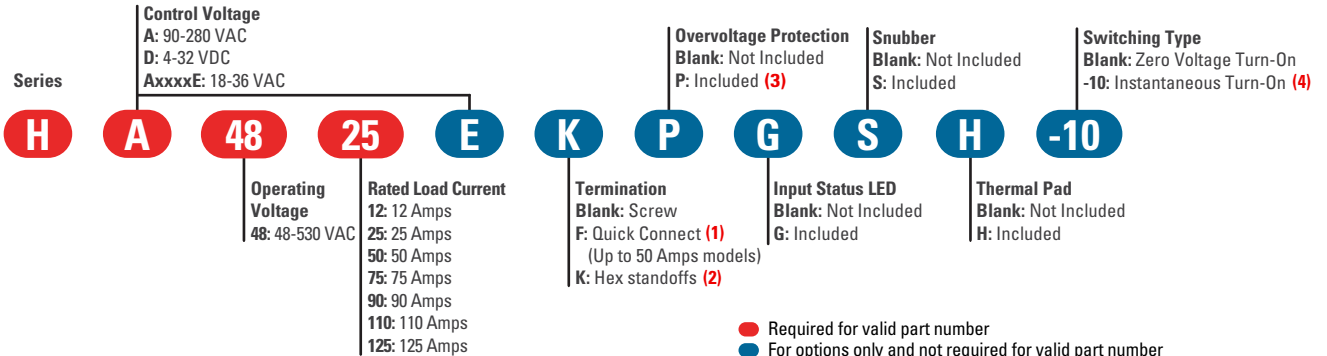 Control Voltage
A: 90-280 VAC
D: 4-32 VDC
AxxxxE: 18-36 VAC
Overvoltage Protection
Blank: Not Included
P: Included (3)
Snubber
Blank: Not Included
S: Included
Switching Type
Blank: Zero Voltage Turn-On
-10: Instantaneous Turn-On (4)
Series
H A 48 25 E K P G S H -10
Operating
Voltage
48: 48-530 VAC
Rated Load Current
12: 12 Amps
25: 25 Amps
50: 50 Amps
75: 75 Amps
90: 90 Amps
110: 110 Amps
125: 125 Amps
Termination
Blank: Screw
F: Quick Connect (1)
(Up to 50 Amps models)
K: Hex standoffs (2)
Input Status LED
Blank: Not Included
G: Included
Thermal Pad
Blank: Not Included
H: Included
Required for valid part number
For options only and not required for valid part number